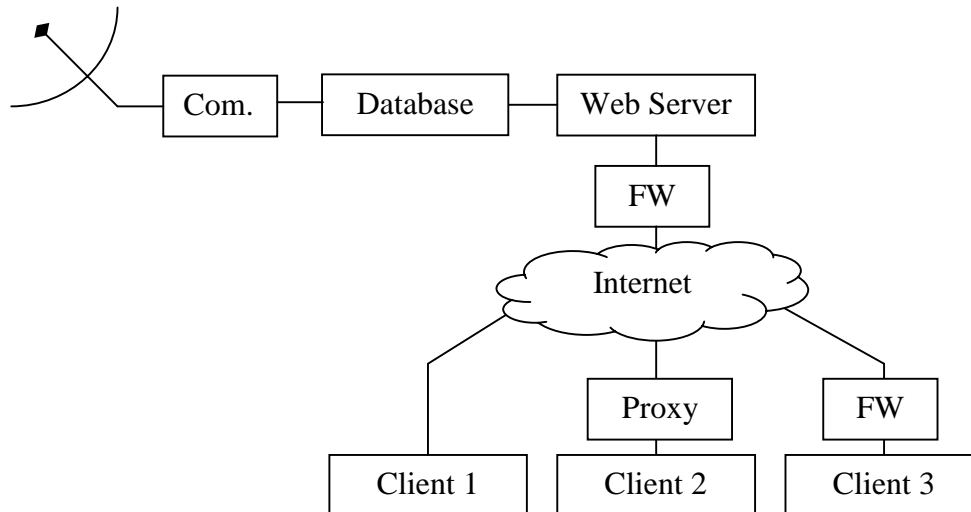 Com.
Database
Web Server
FW
Internet
Proxy
FW
Client 1
Client 2
Client 3